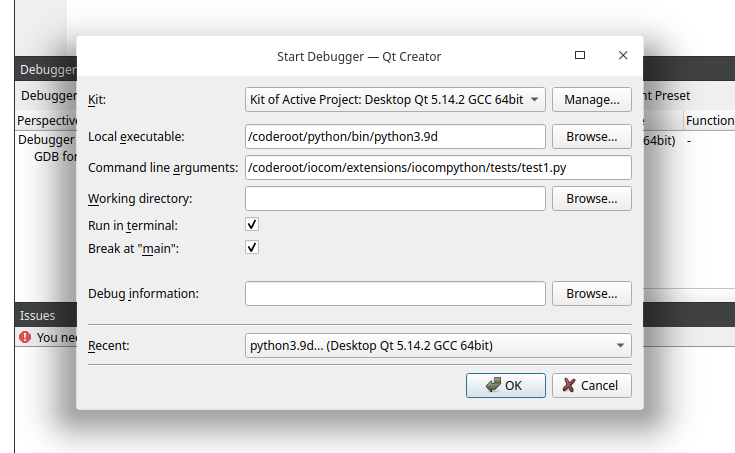 Start Debugger — Qt Creator
Debugger
Kit:
Kit of Active Project: Desktop Qt 5.14.2 GCC 64bit
Manage...
Debugger
Preset
Local executable:
/coderoot/python/bin/python3.9d
Browse...
Perspective
Function
Debugger
64bit) -
GDB for
Command line arguments:
/coderoot/iocom/extensions/iocompython/tests/test1.py
Working directory:
Browse...
Run in terminal:
Break at "main":
Debug information:
Browse...
Issues
You
Recent:
python3.9d... (Desktop Qt 5.14.2 GCC 64bit)
OK
Cancel